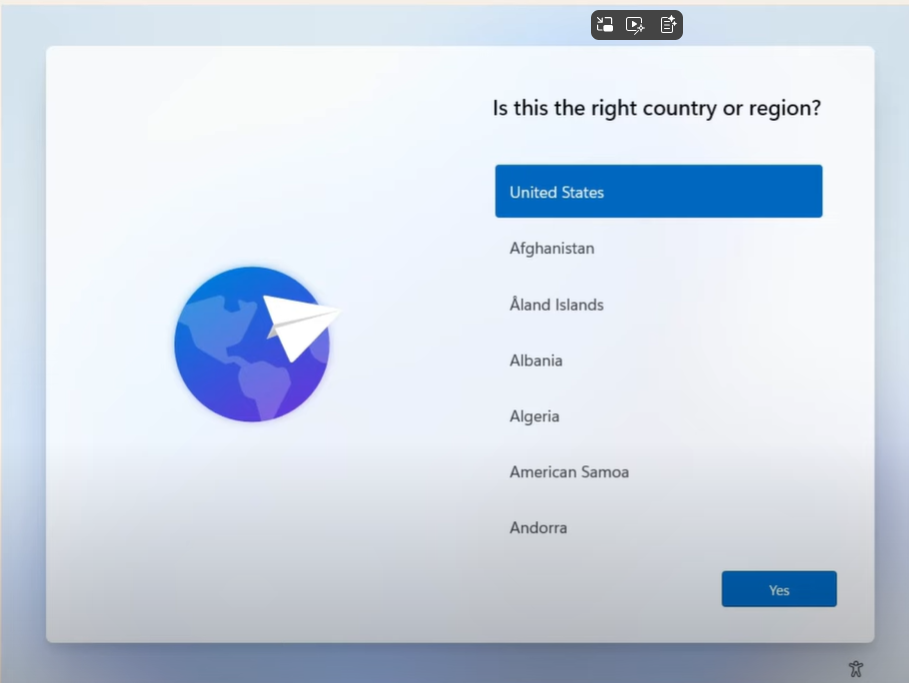 Is this the right country or region?
United States
Afghanistan
Åland Islands
Albania
Algeria
American Samoa
Andorra
Yes